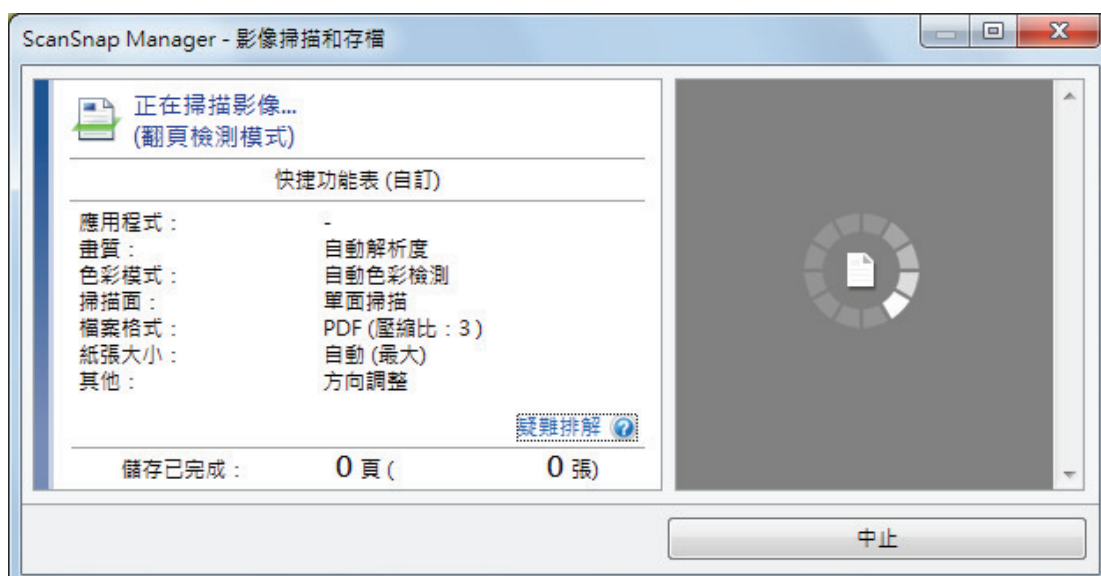 ScanSnap Manager - 影像掃描和存檔
正在掃描影像...
(翻頁檢測模式)
快捷功能表 (自訂)
應用程式： -
畫質： 自動解析度
色彩模式： 自動色彩檢測
掃描面： 單面掃描
檔案格式： PDF (壓縮比：3)
紙張大小： 自動 (最大)
其他： 方向調整
疑難排解
儲存已完成： 0 頁 ( 0 張)
中止